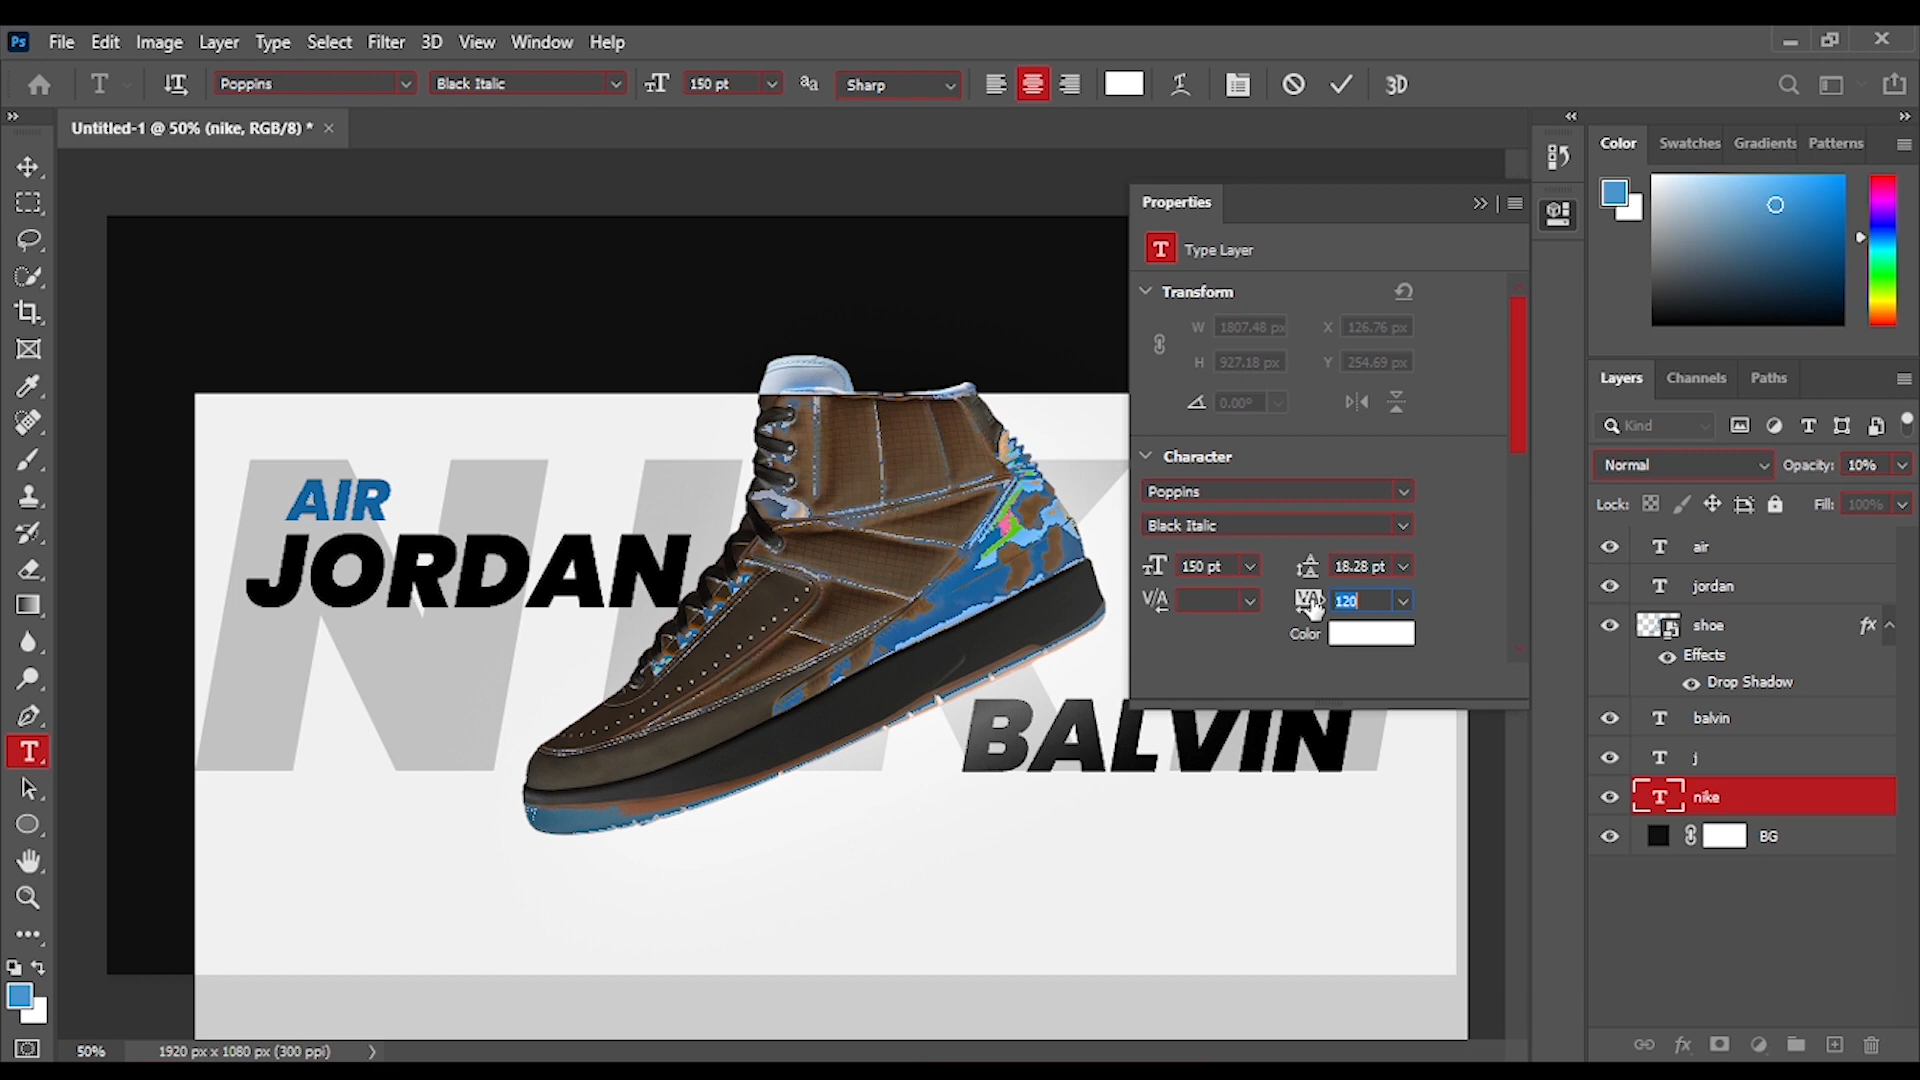 Ps File Edit Image Layer Type Select Filter 3D View Window Help
T Poppins Black Italic 150 pt aa Sharp 3D
Untitled-1 @ 50% (nike, RGB/8) * ×
Color Swatches Gradients Patterns
Properties
T Type Layer
Transform
W 1807.48 px X 126.76 px
H 927.18 px Y 254.69 px
0.00°
Character
Poppins
Black Italic
150 pt 18.28 pt
120
Color
AIR
JORDAN
BALVIN
Layers Channels Paths
Kind
Normal Opacity: 10%
Lock: Fill: 100%
T air
T jordan
shoe fx
Effects
Drop Shadow
T balvin
T j
T nike
BG
50% 1920 px x 1080 px (300 ppi)